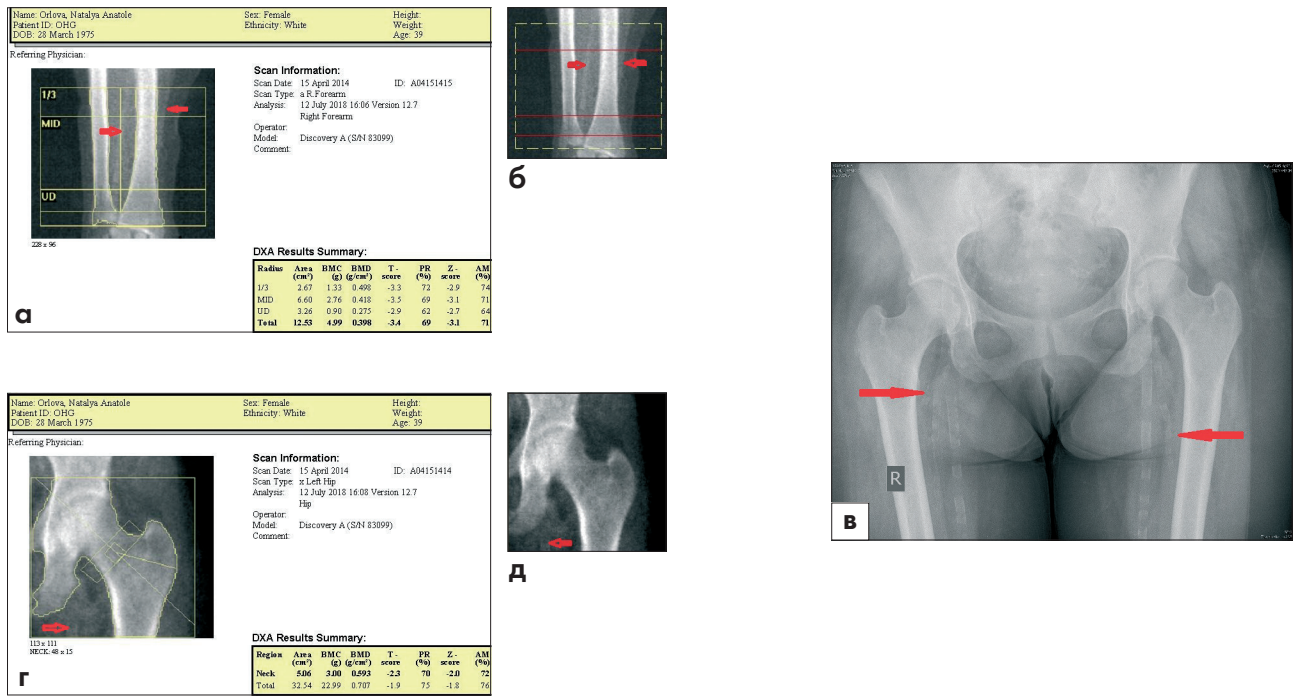 Name: Orlova, Natalya Anatole Sex: Female Height:
Patient ID: OHG Ethnicity: White Weight:
DOB: 28 March 1975 Age: 39
Referring Physician:
1/3
MID
UD
228 x 96
Scan Information:
Scan Date: 15 April 2014 ID: A04151415
Scan Type: a R.Forearm
Analysis: 12 July 2018 16:06 Version 12.7
Right Forearm
Operator:
Model: Discovery A (S/N 83099)
Comment:
DXA Results Summary:
Radius Area (cm²) BMC (g) BMD (g/cm²) T - score PR (%) Z - score AM (%)
1/3 2.67 1.33 0.498 -3.3 72 -2.9 74
MID 6.60 2.76 0.418 -3.5 69 -3.1 71
UD 3.26 0.90 0.275 -2.9 62 -2.7 64
Total 12.53 4.99 0.398 -3.4 69 -3.1 71
а
б
R
в
Name: Orlova, Natalya Anatole Sex: Female Height:
Patient ID: OHG Ethnicity: White Weight:
DOB: 28 March 1975 Age: 39
Referring Physician:
113 x 111
NECK: 48 x 15
Scan Information:
Scan Date: 15 April 2014 ID: A04151414
Scan Type: x Left Hip
Analysis: 12 July 2018 16:08 Version 12.7
Hip
Operator:
Model: Discovery A (S/N 83099)
Comment:
DXA Results Summary:
Region Area (cm²) BMC (g) BMD (g/cm²) T - score PR (%) Z - score AM (%)
Neck 5.06 3.00 0.593 -2.3 70 -2.0 72
Total 32.54 22.99 0.707 -1.9 75 -1.8 76
г
д